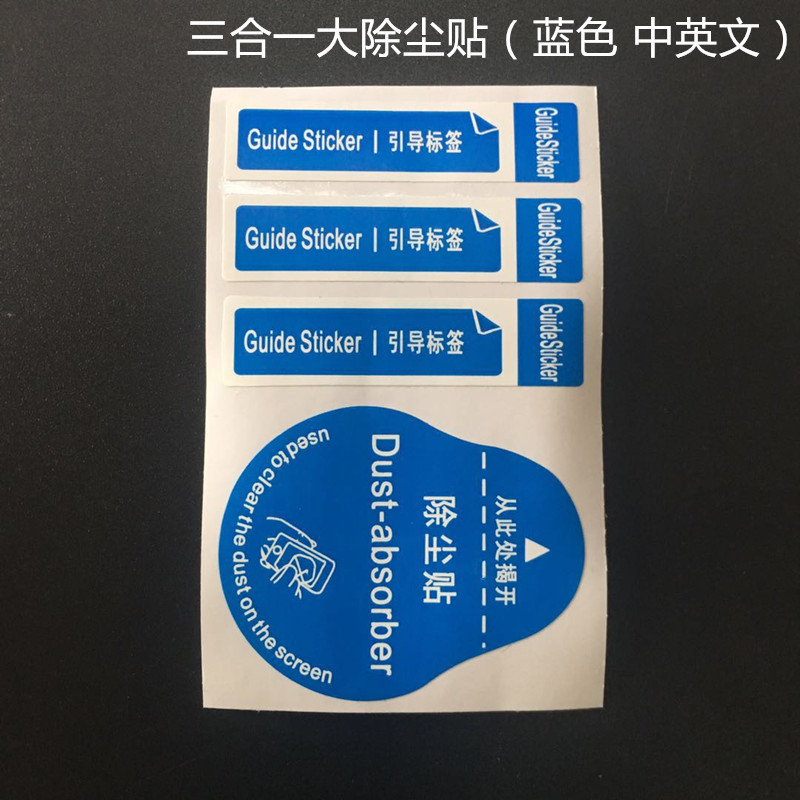 三合一大除尘贴（蓝色 中英文）
Guide Sticker | 引导标签
GuideSticker
Guide Sticker | 引导标签
GuideSticker
Guide Sticker | 引导标签
GuideSticker
从此处揭开
除尘贴
Dust-absorber
used to clear the dust on the screen